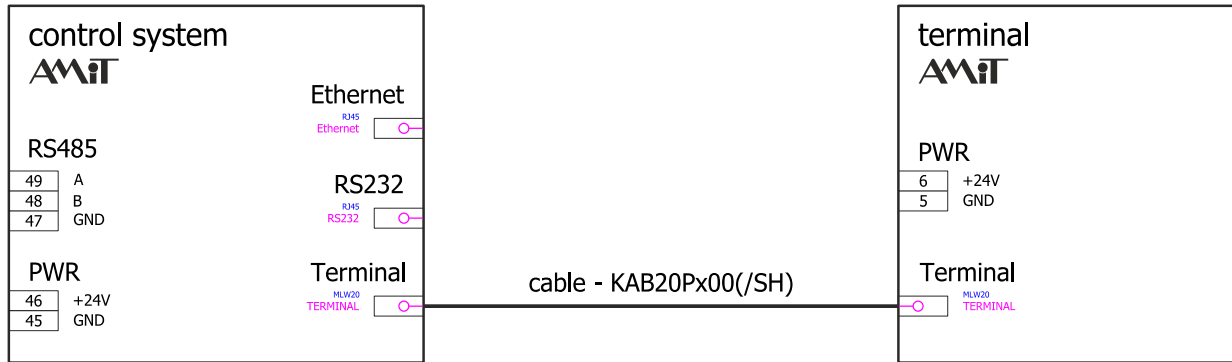 control system
AMiT
Ethernet
RJ45
Ethernet
RS485
49 A
48 B
47 GND
RS232
RJ45
RS232
PWR
46 +24V
45 GND
Terminal
MLW20
TERMINAL
cable - KAB20Px00(/SH)
terminal
AMiT
PWR
6 +24V
5 GND
Terminal
MLW20
TERMINAL